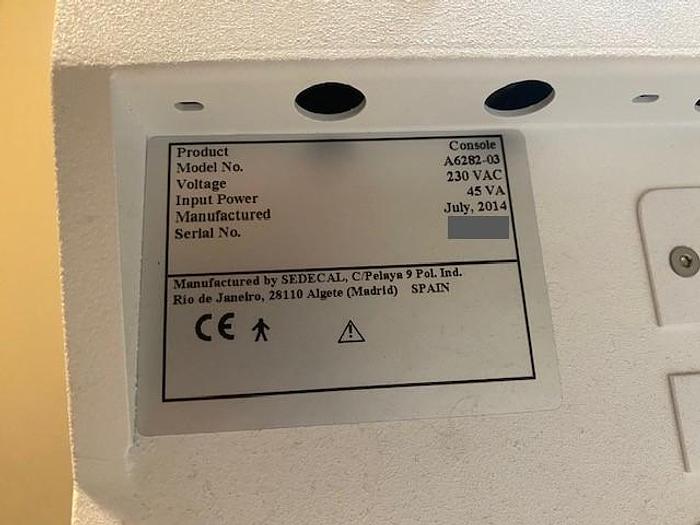 Product Console
Model No. A6282-03
Voltage 230 VAC
Input Power 45 VA
Manufactured July, 2014
Serial No.
Manufactured by SEDECAL, C/Pelaya 9 Pol. Ind.
Rio de Janeiro, 28110 Algete (Madrid) SPAIN
CE